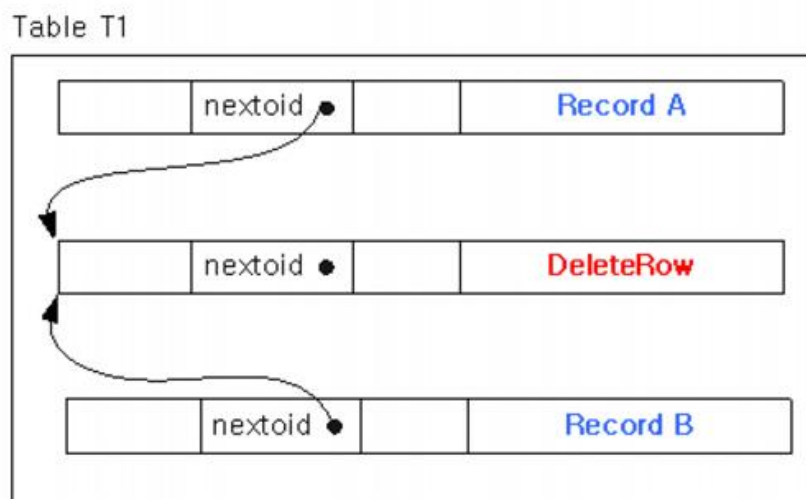 Table T1
nextoid Record A
nextoid DeleteRow
nextoid Record B